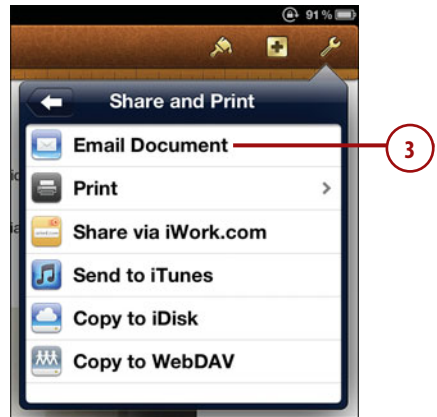 91%
Share and Print
Email Document
3
Print
Share via iWork.com
Send to iTunes
Copy to iDisk
Copy to WebDAV